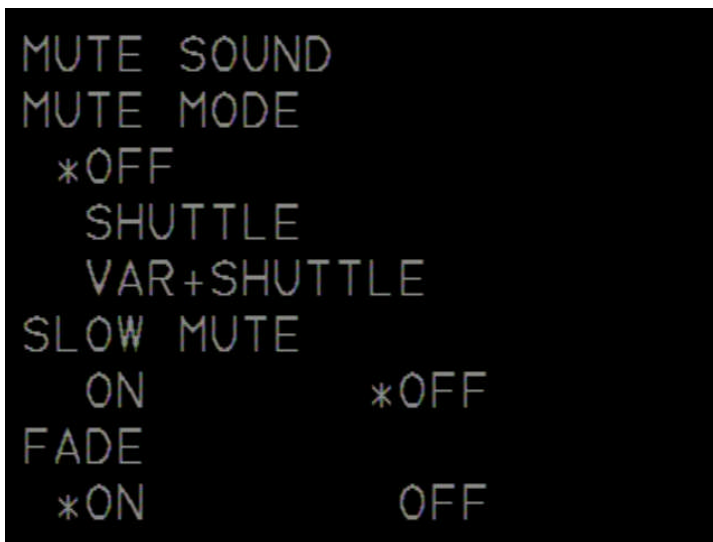 MUTE SOUND
MUTE MODE
*OFF
SHUTTLE
VAR+SHUTTLE
SLOW MUTE
ON *OFF
FADE
*ON OFF